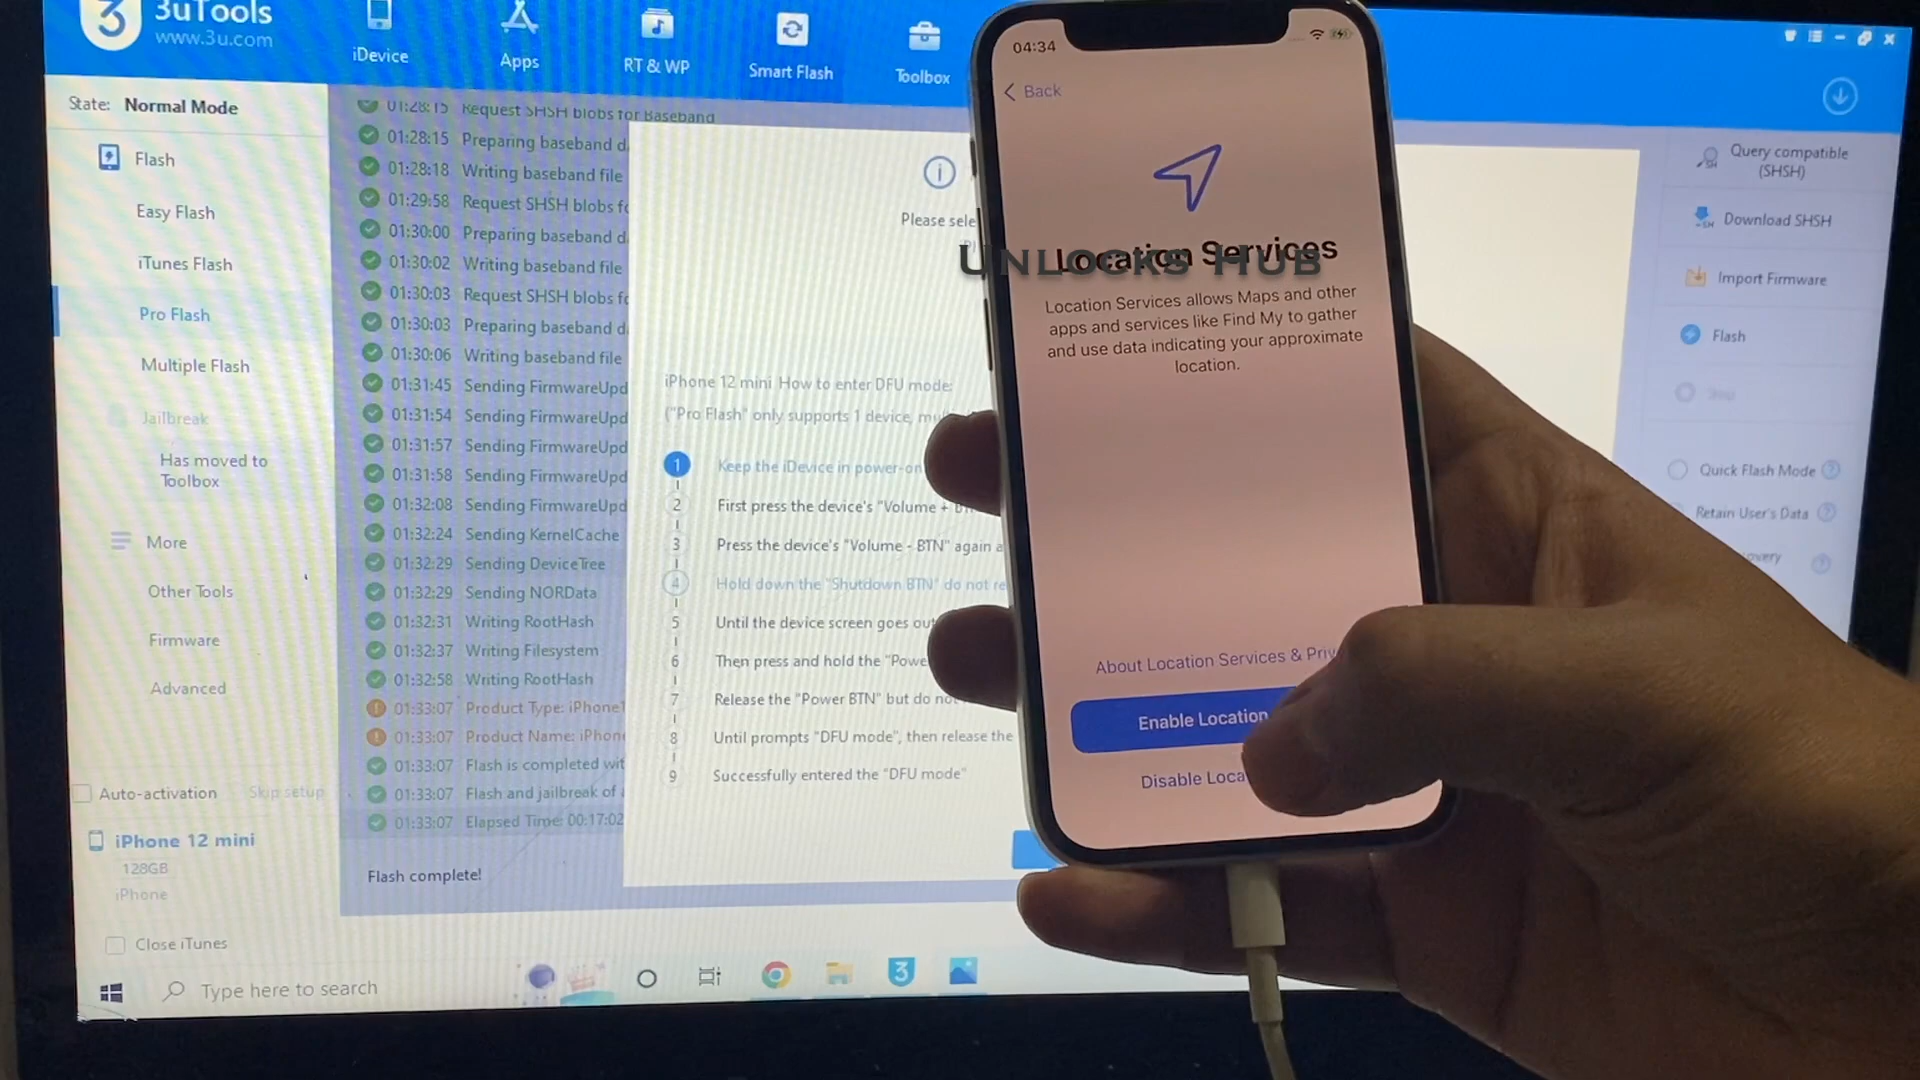 3
3uTools
www.3u.com
iDevice
Apps
RT & WP
Smart Flash
Toolbox
State: Normal Mode
Flash
Easy Flash
iTunes Flash
Pro Flash
Multiple Flash
Jailbreak
Has moved to
Toolbox
More
Other Tools
Firmware
Advanced
Auto-activation
Skip setup
iPhone 12 mini
128GB
iPhone
Close iTunes
01:28:15 Request SHSH blobs for Baseband
01:28:15 Preparing baseband d
01:28:18 Writing baseband file
01:29:58 Request SHSH blobs fo
01:30:00 Preparing baseband d
01:30:02 Writing baseband file
01:30:03 Request SHSH blobs fo
01:30:03 Preparing baseband d
01:30:06 Writing baseband file
01:31:45 Sending FirmwareUpd
01:31:54 Sending FirmwareUpd
01:31:57 Sending FirmwareUpd
01:31:58 Sending FirmwareUpd
01:32:08 Sending FirmwareUpd
01:32:24 Sending KernelCache
01:32:29 Sending DeviceTree
01:32:29 Sending NORData
01:32:31 Writing RootHash
01:32:37 Writing Filesystem
01:32:58 Writing RootHash
01:33:07 Product Type: iPhone1
01:33:07 Product Name: iPhone
01:33:07 Flash is completed wit
01:33:07 Flash and jailbreak of
01:33:07 Elapsed Time: 00:17:02
Flash complete!
Please sele
iPhone 12 mini How to enter DFU mode:
("Pro Flash" only supports 1 device, mu
1 Keep the iDevice in power-on
2 First press the device's "Volume + BTN
3 Press the device's "Volume - BTN" again a
4 Hold down the "Shutdown BTN" do not re
5 Until the device screen goes out
6 Then press and hold the "Powe
7 Release the "Power BTN" but do not
8 Until prompts "DFU mode", then release the
9 Successfully entered the "DFU mode"
04:34
Back
Location Services
Unlocks Hub
Location Services allows Maps and other
apps and services like Find My to gather
and use data indicating your approximate
location.
About Location Services & Priv
Enable Location
Disable Loca
Query compatible
(SHSH)
Download SHSH
Import Firmware
Flash
Quick Flash Mode
Retain User's Data
overy
Type here to search
3